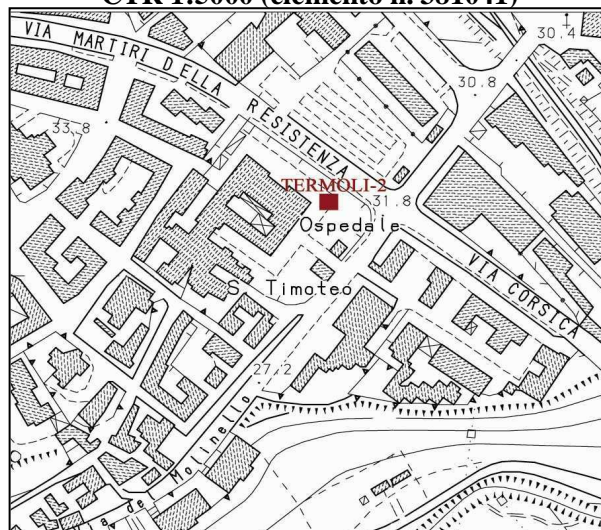 CTR 1:5000 (elemento n. 381041)
VIA MARTIRI DELLA RESISTENZA
30.4
30.8
33.8
TERMOLI-2
31.8
Ospedale
S. Timoteo
VIA CORSICA
27.2
de Molinello